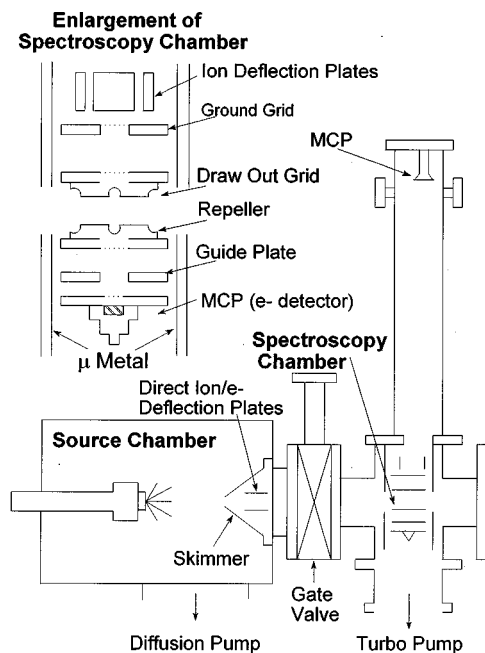 Enlargement of
Spectroscopy Chamber
Ion Deflection Plates
Ground Grid
MCP
Draw Out Grid
Repeller
Guide Plate
MCP (e- detector)
μ Metal
Spectroscopy
Chamber
Direct Ion/e-
Deflection Plates
Source Chamber
Skimmer
Gate
Valve
Diffusion Pump
Turbo Pump